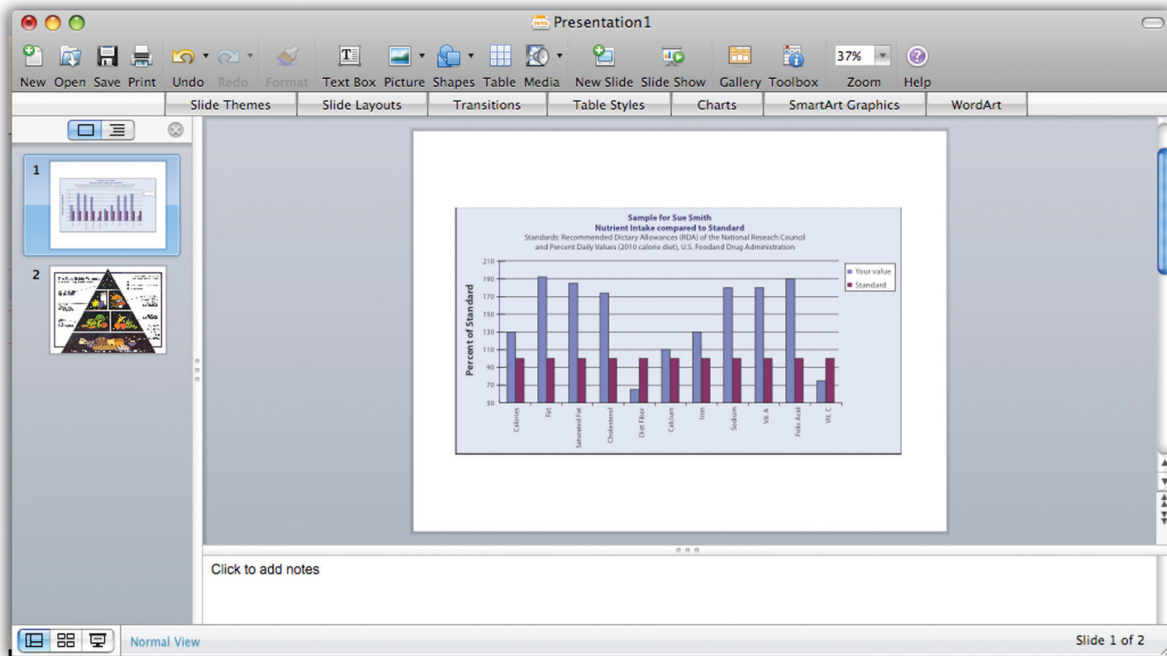 Presentation1
New Open Save Print Undo Redo Format Text Box Picture Shapes Table Media New Slide Slide Show Gallery Toolbox 37% Zoom Help
Slide Themes Slide Layouts Transitions Table Styles Charts SmartArt Graphics WordArt
1
2
Sample for Sue Smith
Nutrient Intake compared to Standard
Standards: Recommended Dictary Allowances (RDA) of the National Reseach Council
and Percent Daily Values (2010 calorie diet), U.S. Foodand Drug Administration
Percent of Standard
210
190
170
150
130
110
90
70
50
Calories
Fat
Saturated Fat
Cholesterol
Diet Fiber
Calcium
Iron
Sodium
Vit. A
Folic Acid
Vit. C
Your value
Standard
Click to add notes
Normal View
Slide 1 of 2